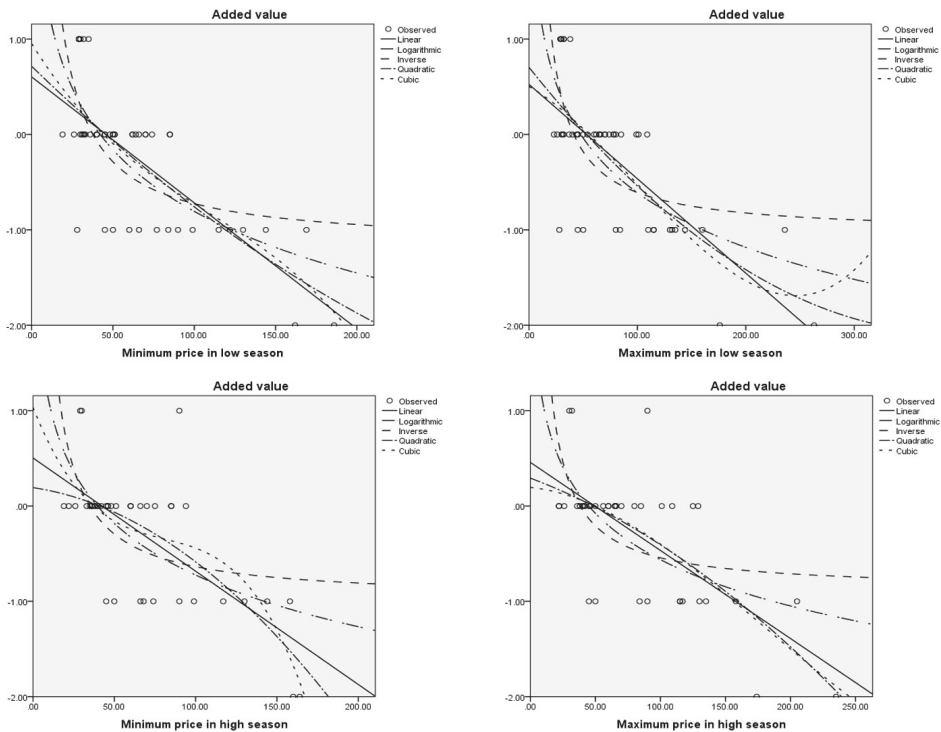 Added value
1.00
.00
-1.00
-2.00
.00
50.00
100.00
150.00
200.00
Minimum price in low season
Observed
Linear
Logarithmic
Inverse
Quadratic
Cubic
Added value
1.00
.00
-1.00
-2.00
.00
100.00
200.00
300.00
Maximum price in low season
Observed
Linear
Logarithmic
Inverse
Quadratic
Cubic
Added value
1.00
.00
-1.00
-2.00
.00
50.00
100.00
150.00
200.00
Minimum price in high season
Observed
Linear
Logarithmic
Inverse
Quadratic
Cubic
Added value
1.00
.00
-1.00
-2.00
.00
50.00
100.00
150.00
200.00
250.00
Maximum price in high season
Observed
Linear
Logarithmic
Inverse
Quadratic
Cubic